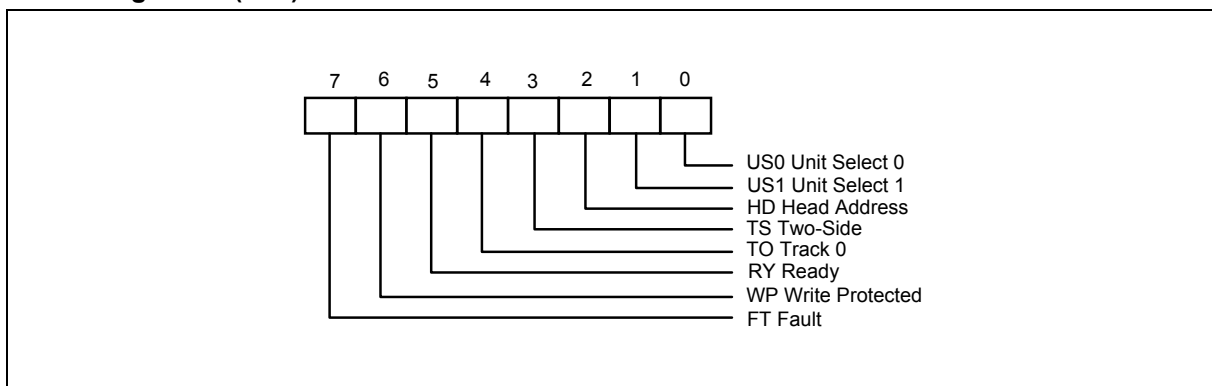 7 6 5 4 3 2 1 0
US0 Unit Select 0
US1 Unit Select 1
HD Head Address
TS Two-Side
TO Track 0
RY Ready
WP Write Protected
FT Fault